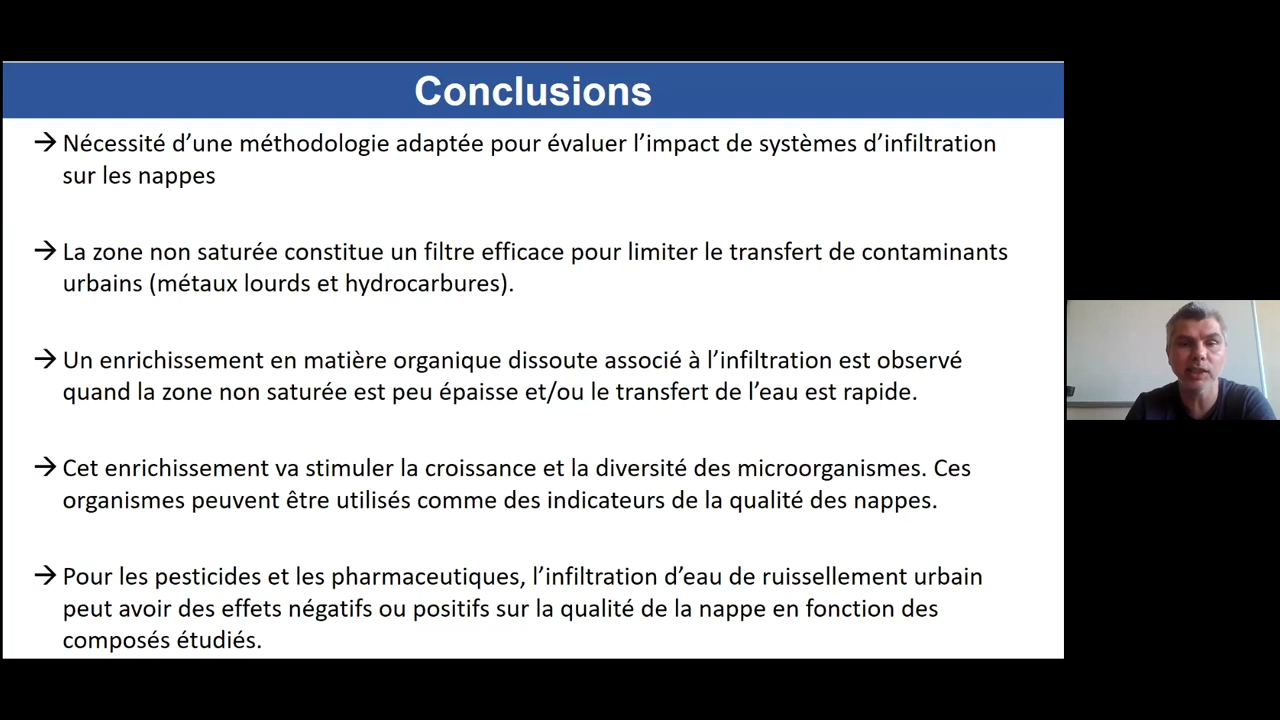 Conclusions
→ Nécessité d’une méthodologie adaptée pour évaluer l’impact de systèmes d’infiltration
sur les nappes
→ La zone non saturée constitue un filtre efficace pour limiter le transfert de contaminants
urbains (métaux lourds et hydrocarbures).
→ Un enrichissement en matière organique dissoute associé à l’infiltration est observé
quand la zone non saturée est peu épaisse et/ou le transfert de l’eau est rapide.
→ Cet enrichissement va stimuler la croissance et la diversité des microorganismes. Ces
organismes peuvent être utilisés comme des indicateurs de la qualité des nappes.
→ Pour les pesticides et les pharmaceutiques, l’infiltration d’eau de ruissellement urbain
peut avoir des effets négatifs ou positifs sur la qualité de la nappe en fonction des
composés étudiés.